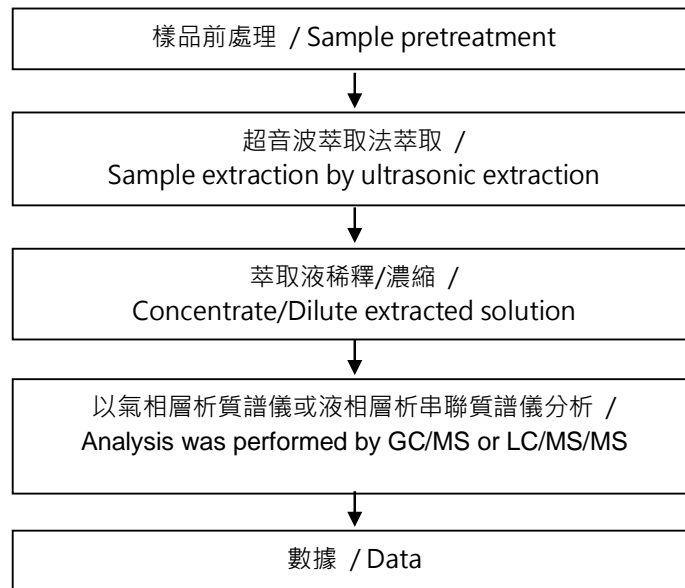 樣品前處理 / Sample pretreatment
超音波萃取法萃取 /
Sample extraction by ultrasonic extraction
萃取液稀釋/濃縮 /
Concentrate/Dilute extracted solution
以氣相層析質譜儀或液相層析串聯質譜儀分析 /
Analysis was performed by GC/MS or LC/MS/MS
數據 / Data